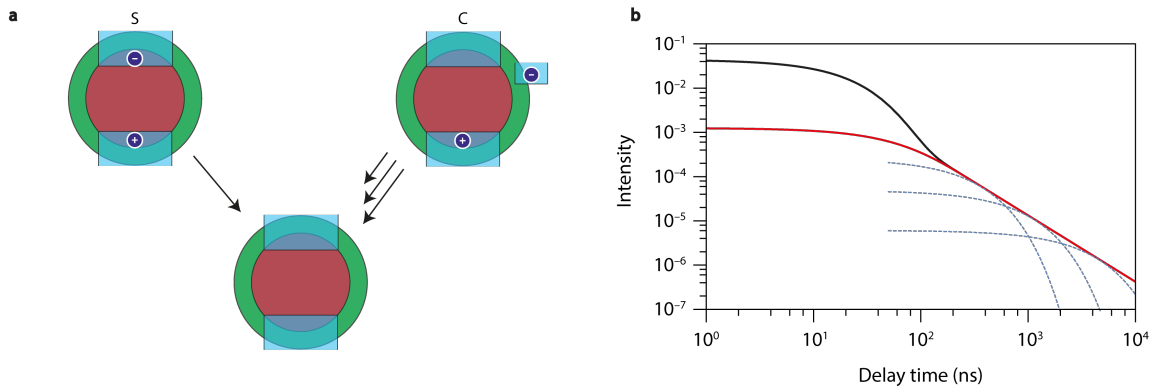 a
S
C
−
+
−
+
b
Intensity
10⁻¹
10⁻²
10⁻³
10⁻⁴
10⁻⁵
10⁻⁶
10⁻⁷
10⁰ 10¹ 10² 10³ 10⁴
Delay time (ns)